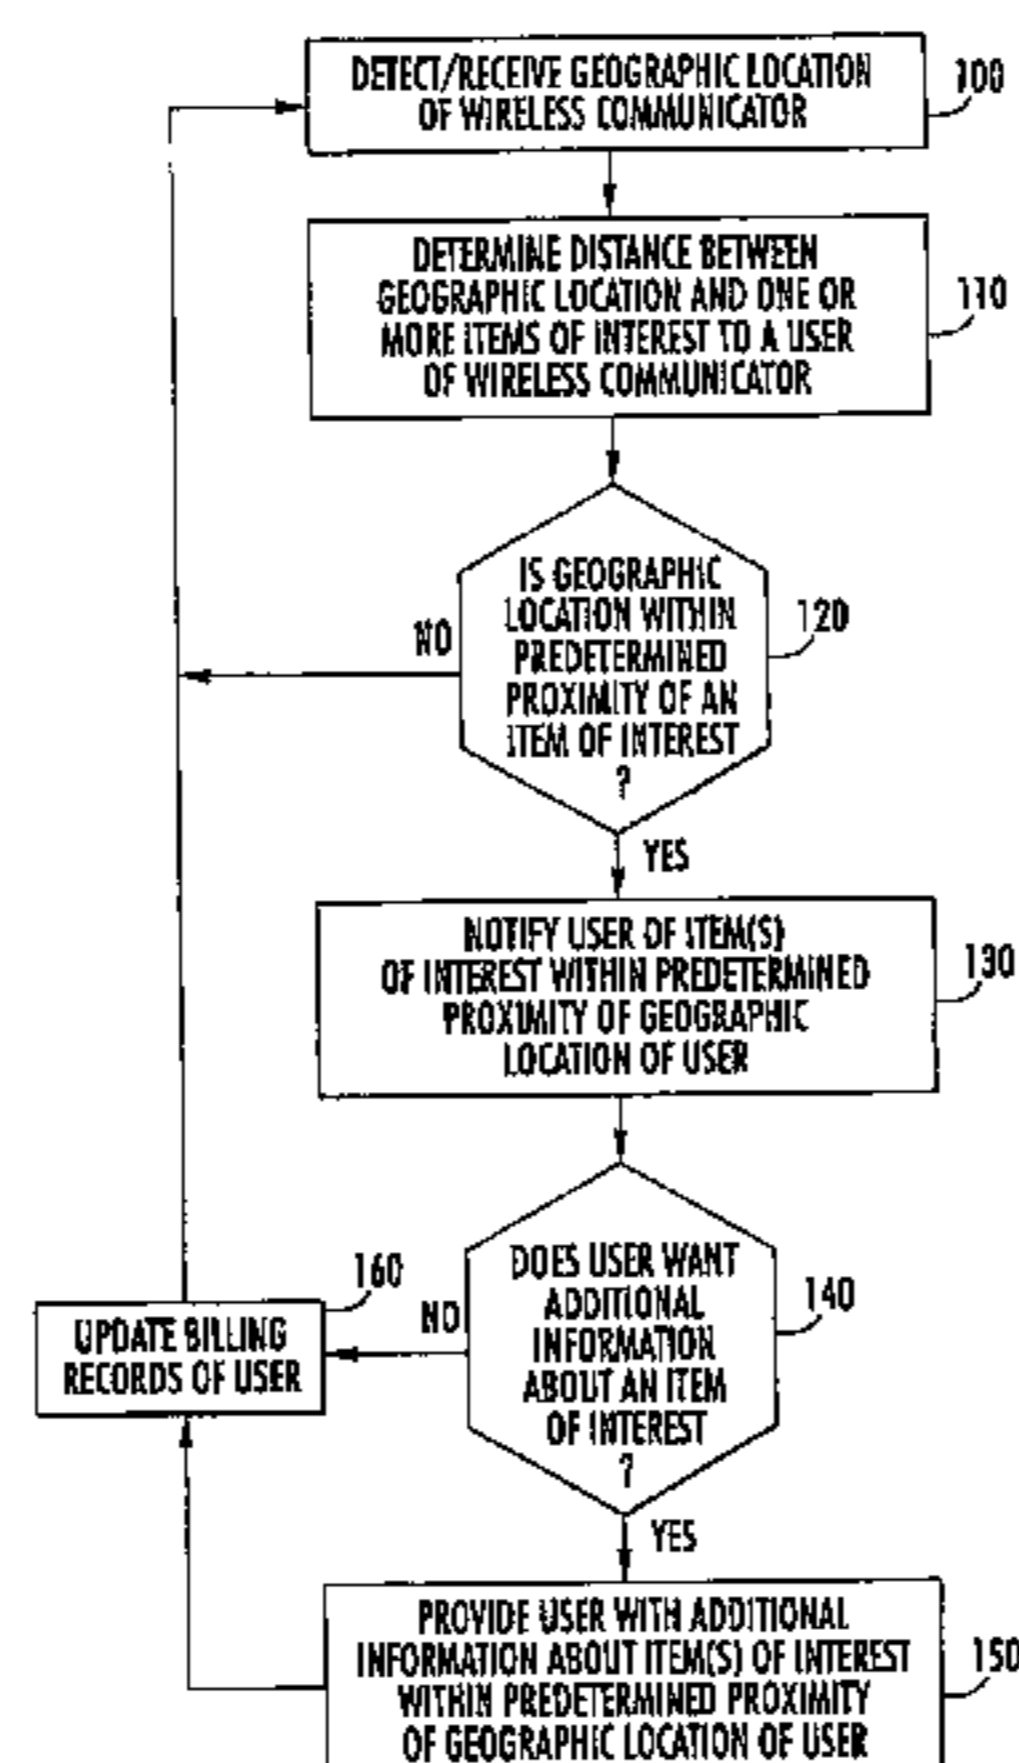 DETECT/RECEIVE GEOGRAPHIC LOCATION
OF WIRELESS COMMUNICATOR
100
DETERMINE DISTANCE BETWEEN
GEOGRAPHIC LOCATION AND ONE OR
MORE ITEMS OF INTEREST TO A USER
OF WIRELESS COMMUNICATOR
110
IS GEOGRAPHIC
LOCATION WITHIN
PREDETERMINED
PROXIMITY OF AN
ITEM OF INTEREST
?
120
NO
YES
NOTIFY USER OF ITEM(S)
OF INTEREST WITHIN PREDETERMINED
PROXIMITY OF GEOGRAPHIC
LOCATION OF USER
130
DOES USER WANT
ADDITIONAL
INFORMATION
ABOUT AN ITEM
OF INTEREST
?
140
NO
160
UPDATE BILLING
RECORDS OF USER
YES
PROVIDE USER WITH ADDITIONAL
INFORMATION ABOUT ITEM(S) OF INTEREST
WITHIN PREDETERMINED PROXIMITY
OF GEOGRAPHIC LOCATION OF USER
150